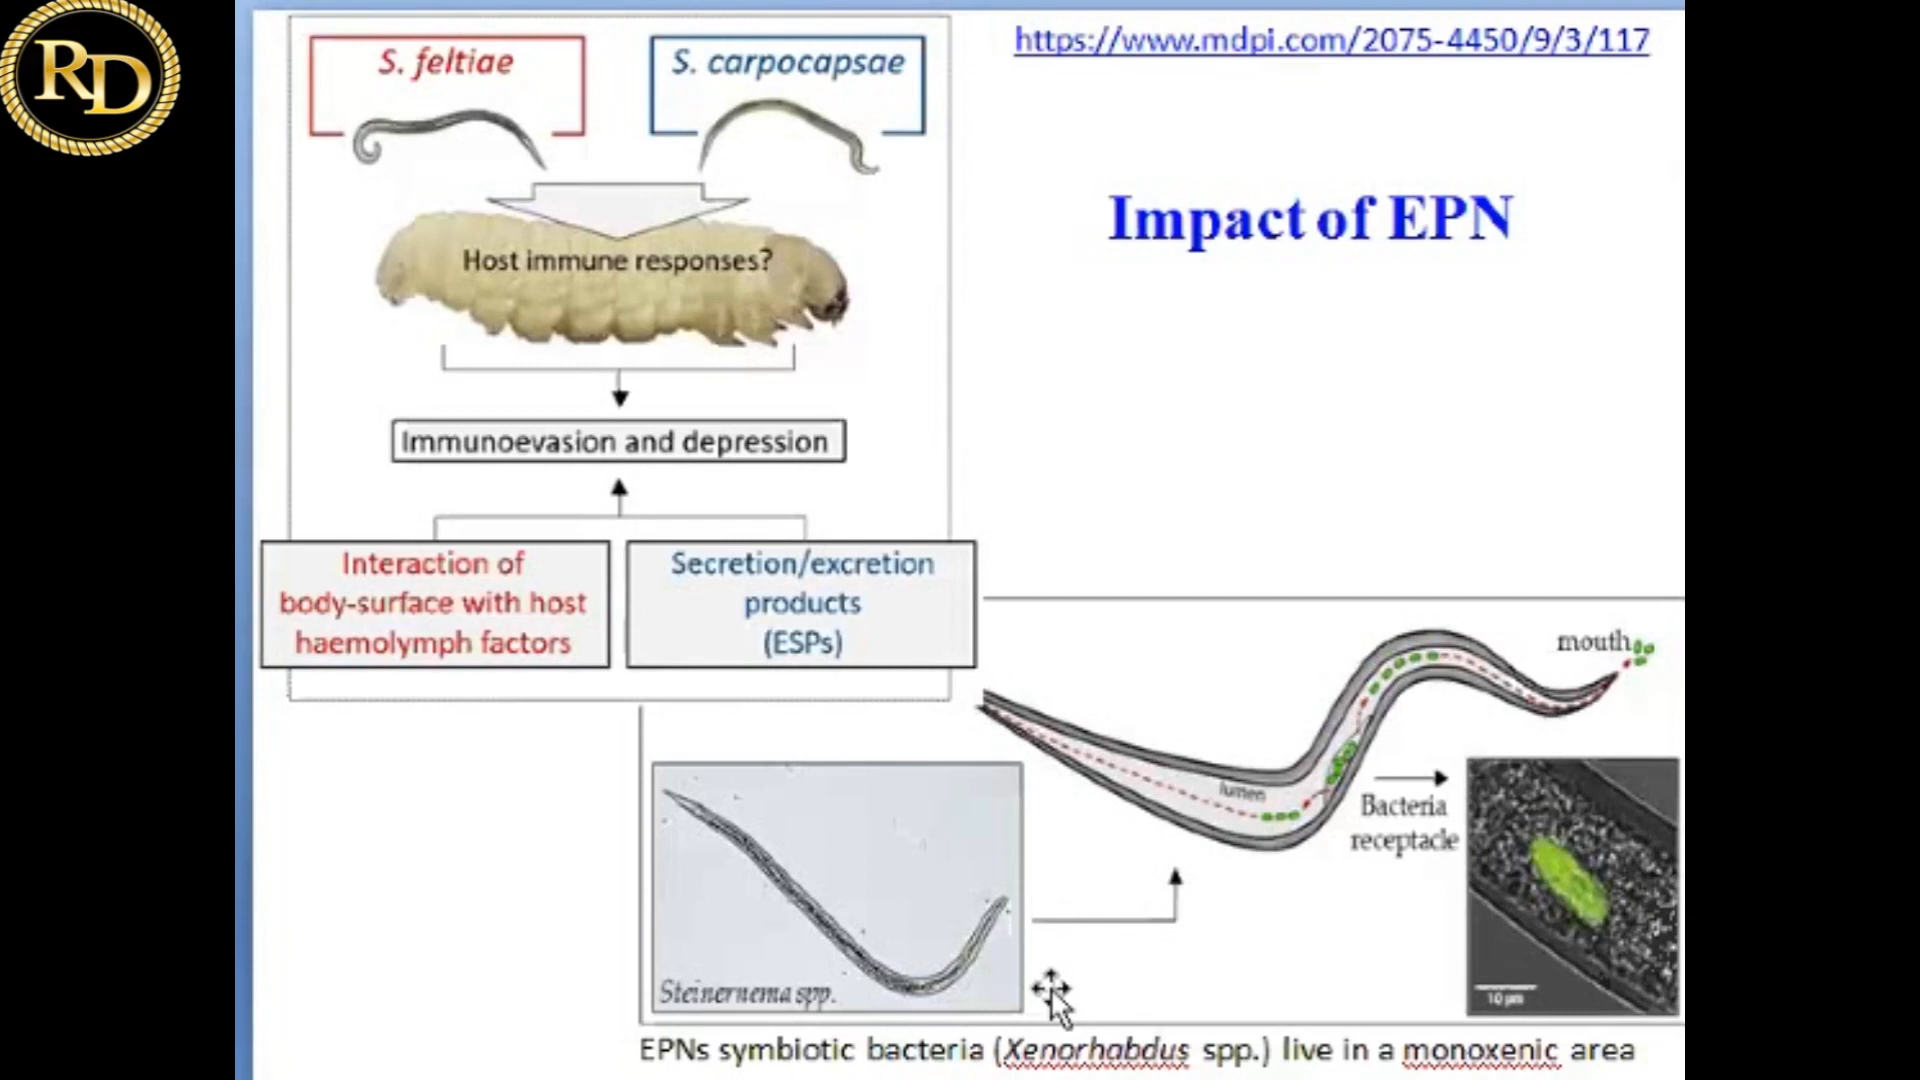 RD
S. feltiae
S. carpocapsae
https://www.mdpi.com/2075-4450/9/3/117
Impact of EPN
Host immune responses?
Immunoevasion and depression
Interaction of
body-surface with host
haemolymph factors
Secretion/excretion
products
(ESPs)
mouth
lumen
Bacteria
receptacle
Steinernema spp.
10 µm
EPNs symbiotic bacteria (Xenorhabdus spp.) live in a monoxenic area